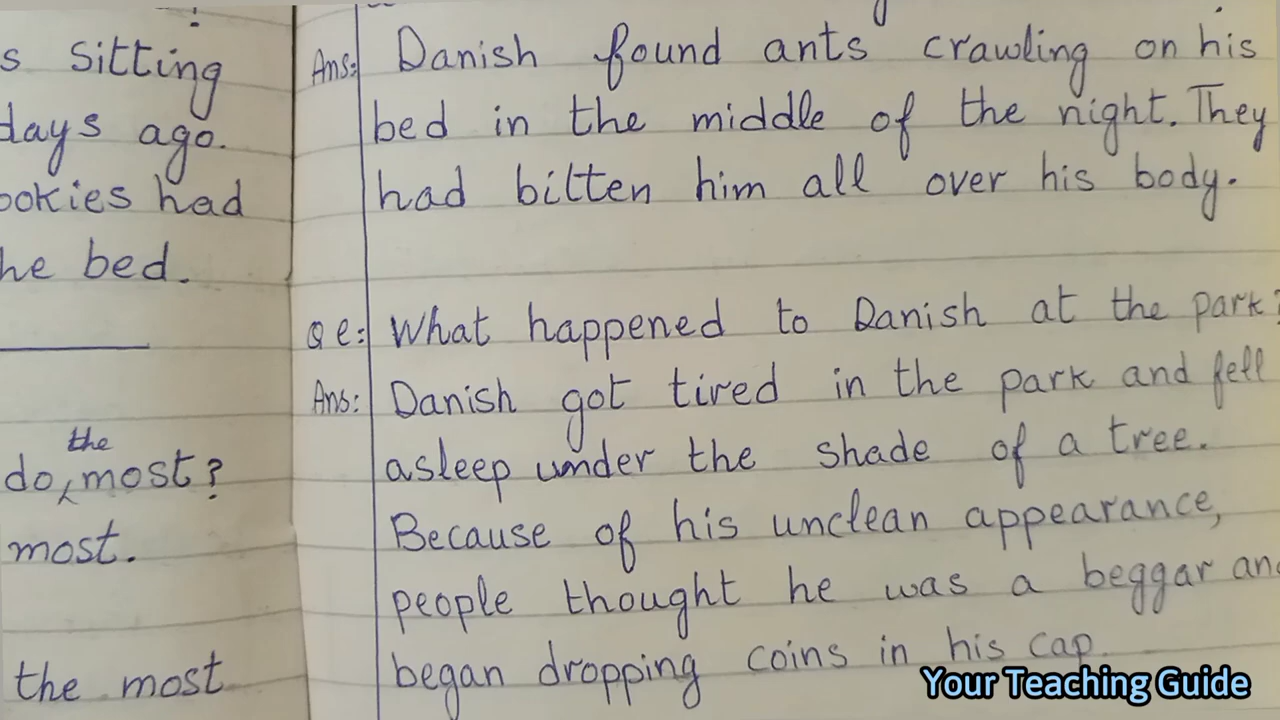 s sitting
days ago.
ookies had
he bed.
the
do most?
most.
the most
Ans: Danish found ants crawling on his
bed in the middle of the night. They
had bitten him all over his body.
Q e: What happened to Danish at the park?
Ans: Danish got tired in the park and fell
asleep under the shade of a tree.
Because of his unclean appearance,
people thought he was a beggar and
began dropping coins in his cap.
Your Teaching Guide